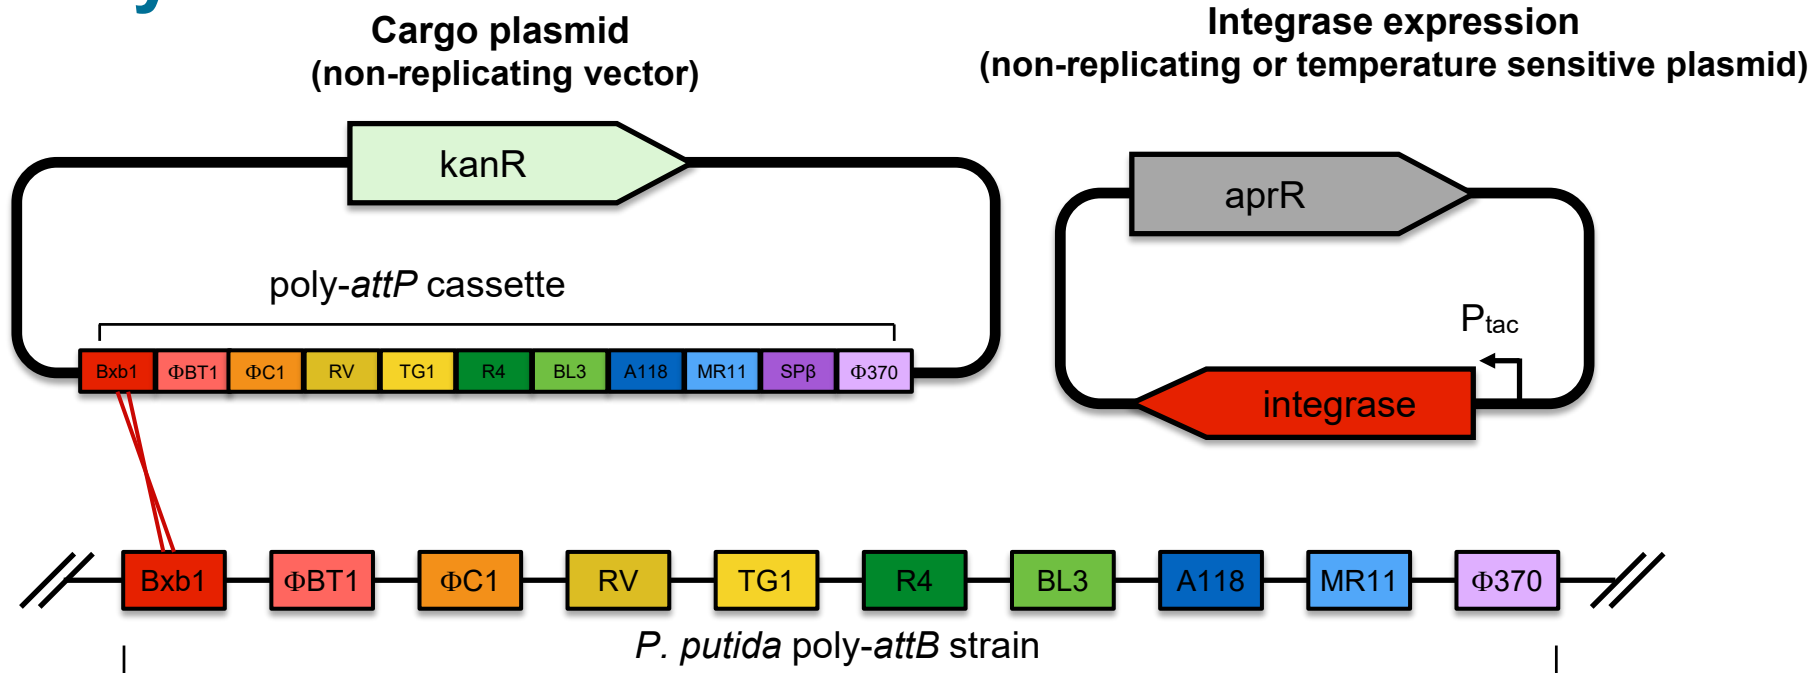 y
Cargo plasmid
(non-replicating vector)
Integrase expression
(non-replicating or temperature sensitive plasmid)
kanR
aprR
poly-attP cassette
Ptac
Bxb1 ΦBT1 ΦC1 RV TG1 R4 BL3 A118 MR11 SPβ Φ370
integrase
Bxb1 ΦBT1 ΦC1 RV TG1 R4 BL3 A118 MR11 Φ370
P. putida poly-attB strain